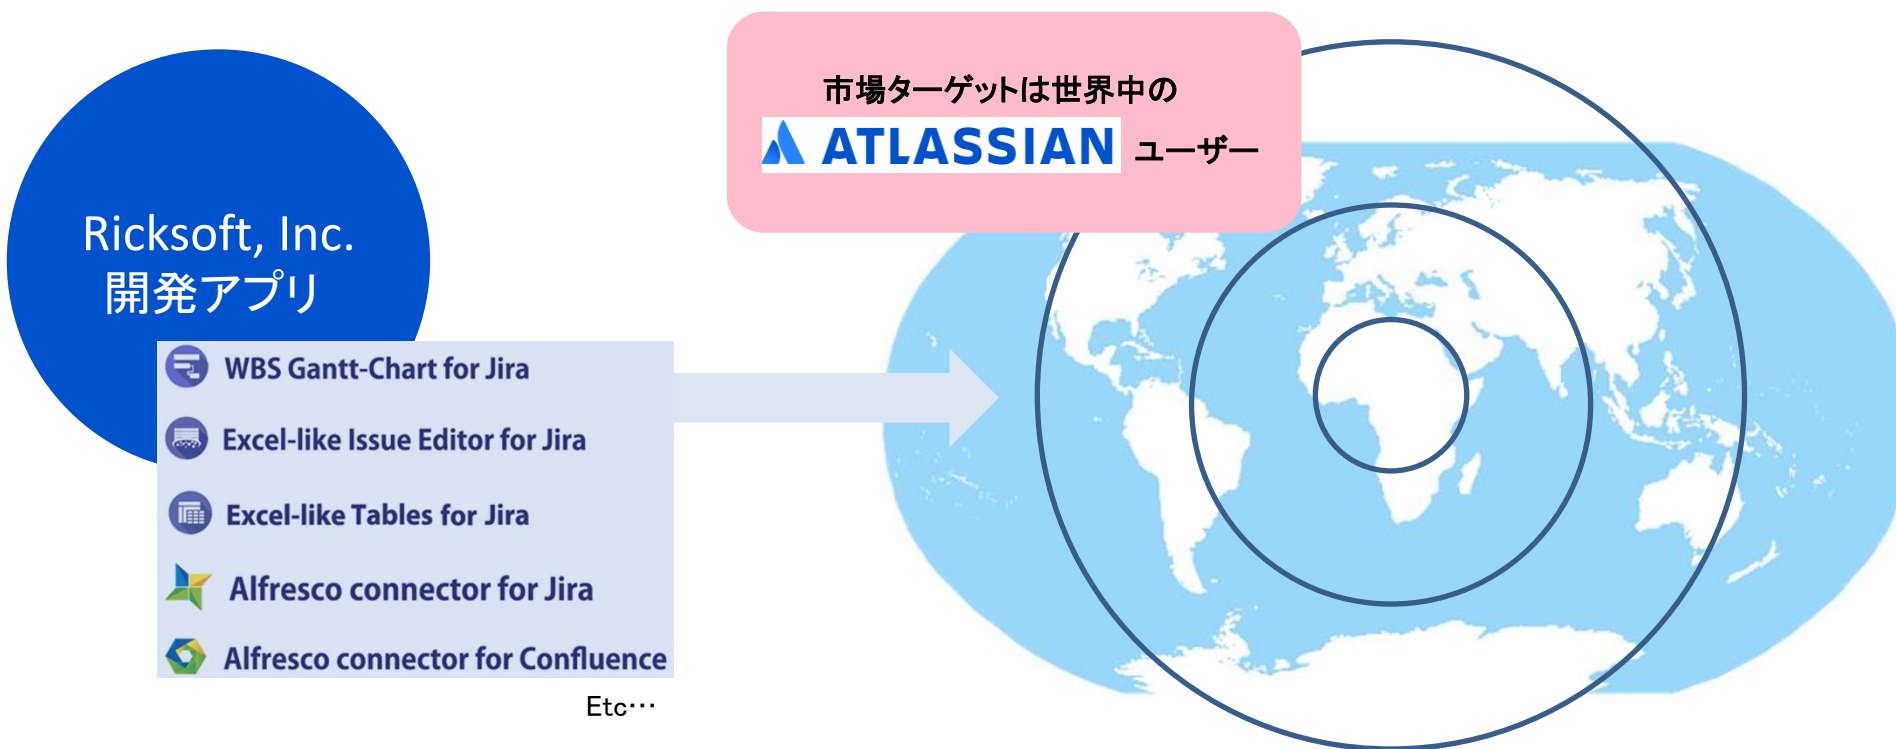 Ricksoft, Inc.
開発アプリ
WBS Gantt-Chart for Jira
Excel-like Issue Editor for Jira
Excel-like Tables for Jira
Alfresco connector for Jira
Alfresco connector for Confluence
Etc…
市場ターゲットは世界中の
ATLASSIAN ユーザー